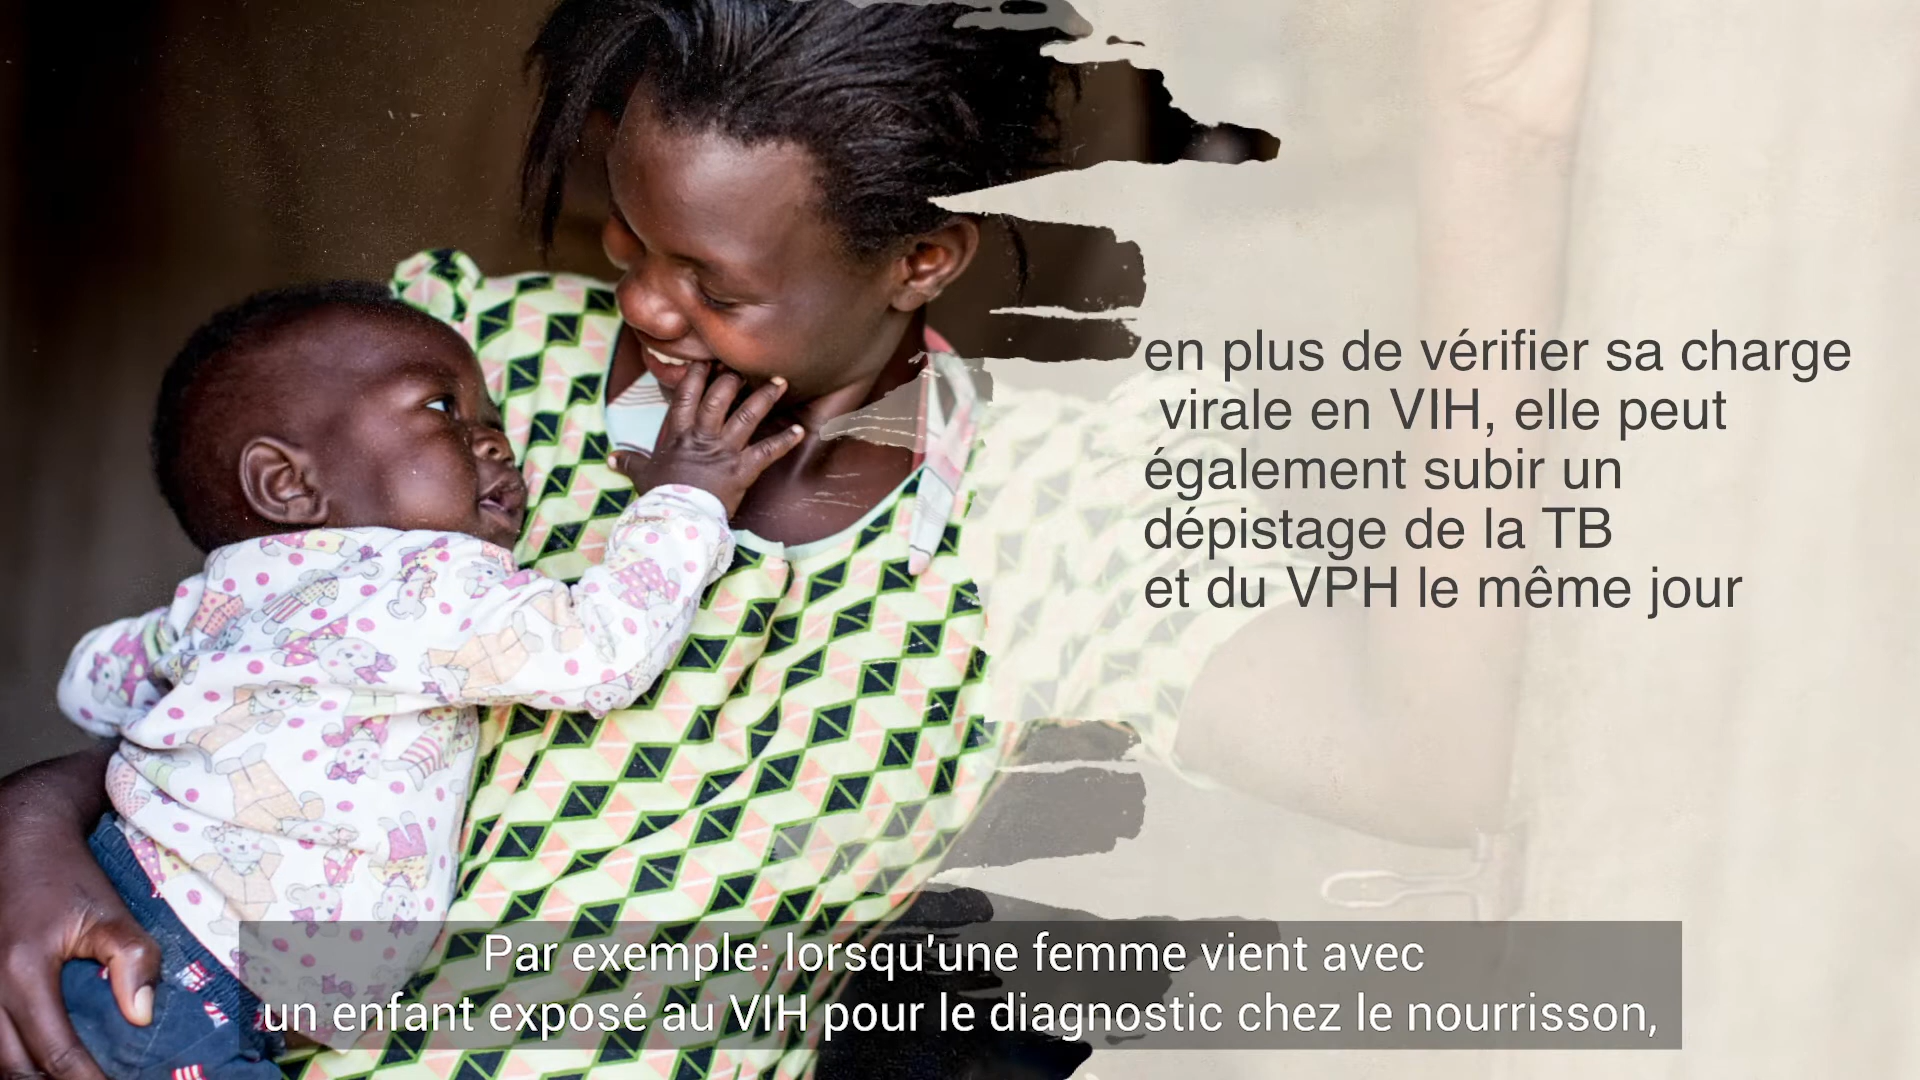 en plus de vérifier sa charge
virale en VIH, elle peut
également subir un
dépistage de la TB
et du VPH le même jour
Par exemple: lorsqu'une femme vient avec
un enfant exposé au VIH pour le diagnostic chez le nourrisson,